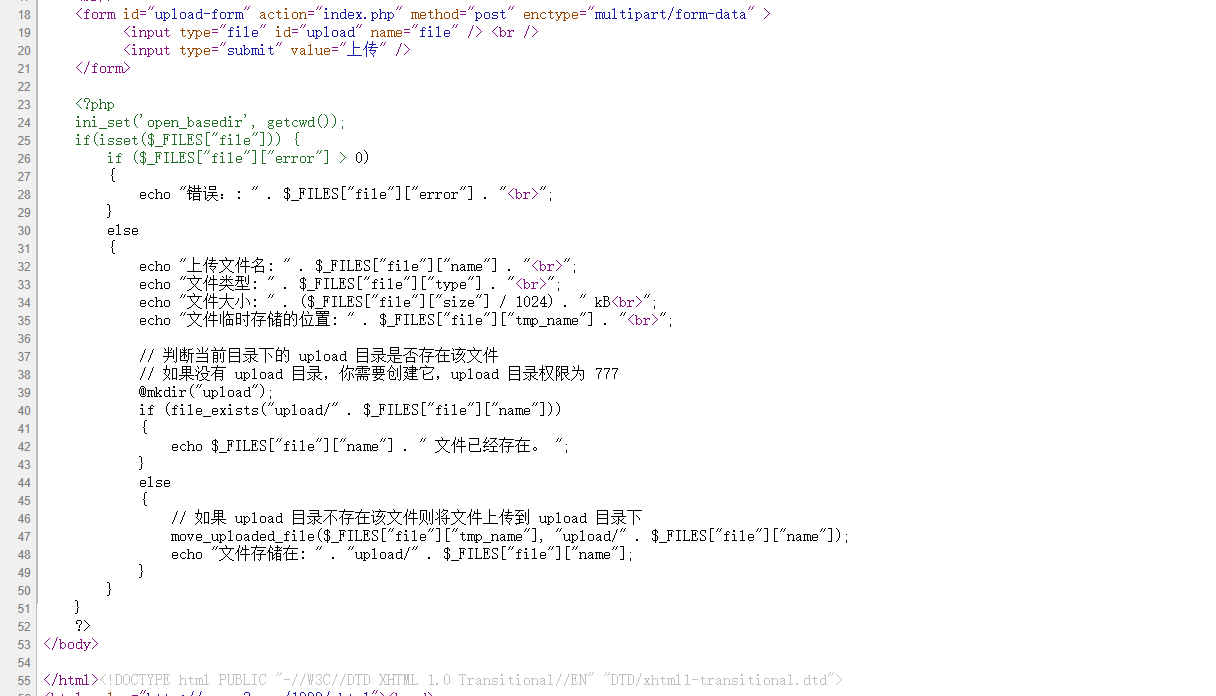 18 <form id="upload-form" action="index.php" method="post" enctype="multipart/form-data" >
19 <input type="file" id="upload" name="file" /> <br />
20 <input type="submit" value="上传" />
21 </form>
22
23 <?php
24 ini_set('open_basedir', getcwd());
25 if(isset($_FILES["file"])) {
26 if ($_FILES["file"]["error"] > 0)
27 {
28 echo "错误：: " . $_FILES["file"]["error"] . "<br>";
29 }
30 else
31 {
32 echo "上传文件名: " . $_FILES["file"]["name"] . "<br>";
33 echo "文件类型: " . $_FILES["file"]["type"] . "<br>";
34 echo "文件大小: " . ($_FILES["file"]["size"] / 1024) . " kB<br>";
35 echo "文件临时存储的位置: " . $_FILES["file"]["tmp_name"] . "<br>";
36
37 // 判断当前目录下的 upload 目录是否存在该文件
38 // 如果没有 upload 目录，你需要创建它，upload 目录权限为 777
39 @mkdir("upload");
40 if (file_exists("upload/" . $_FILES["file"]["name"]))
41 {
42 echo $_FILES["file"]["name"] . " 文件已经存在。 ";
43 }
44 else
45 {
46 // 如果 upload 目录不存在该文件则将文件上传到 upload 目录下
47 move_uploaded_file($_FILES["file"]["tmp_name"], "upload/" . $_FILES["file"]["name"]);
48 echo "文件存储在: " . "upload/" . $_FILES["file"]["name"];
49 }
50 }
51 }
52 ?>
53 </body>
54
55 </html><!DOCTYPE html PUBLIC "-//W3C//DTD XHTML 1.0 Transitional//EN" "DTD/xhtml1-transitional.dtd">